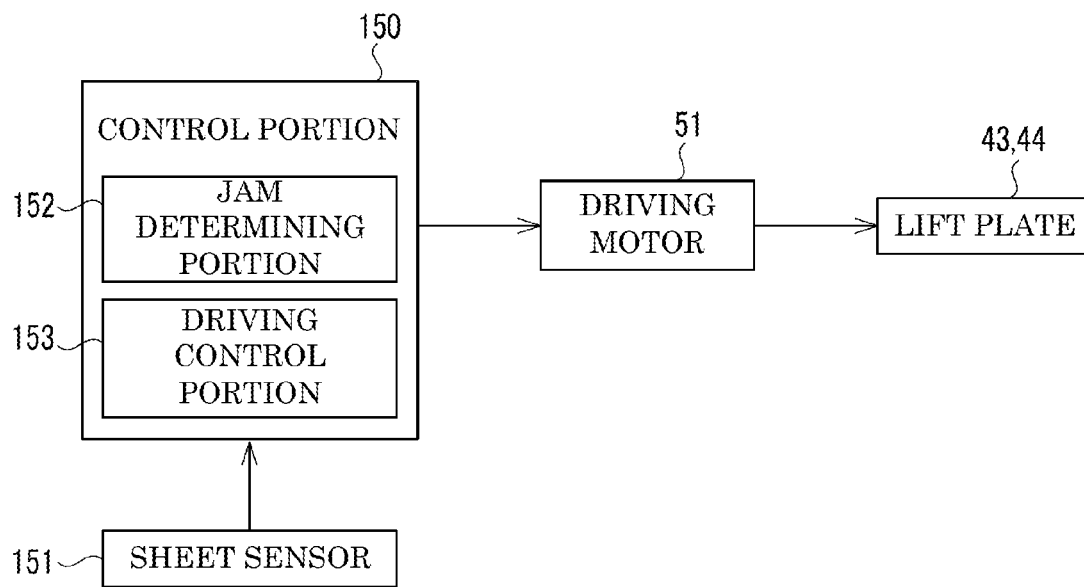 150
CONTROL PORTION
152
JAM
DETERMINING
PORTION
153
DRIVING
CONTROL
PORTION
51
DRIVING
MOTOR
43,44
LIFT PLATE
151
SHEET SENSOR